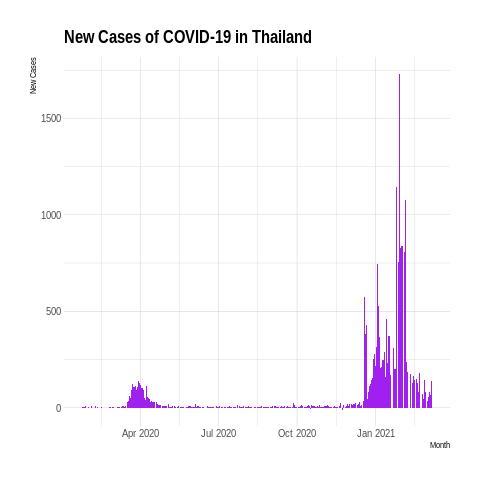 New Cases of COVID-19 in Thailand
New Cases
1500
1000
500
0
Apr 2020
Jul 2020
Oct 2020
Jan 2021
Month